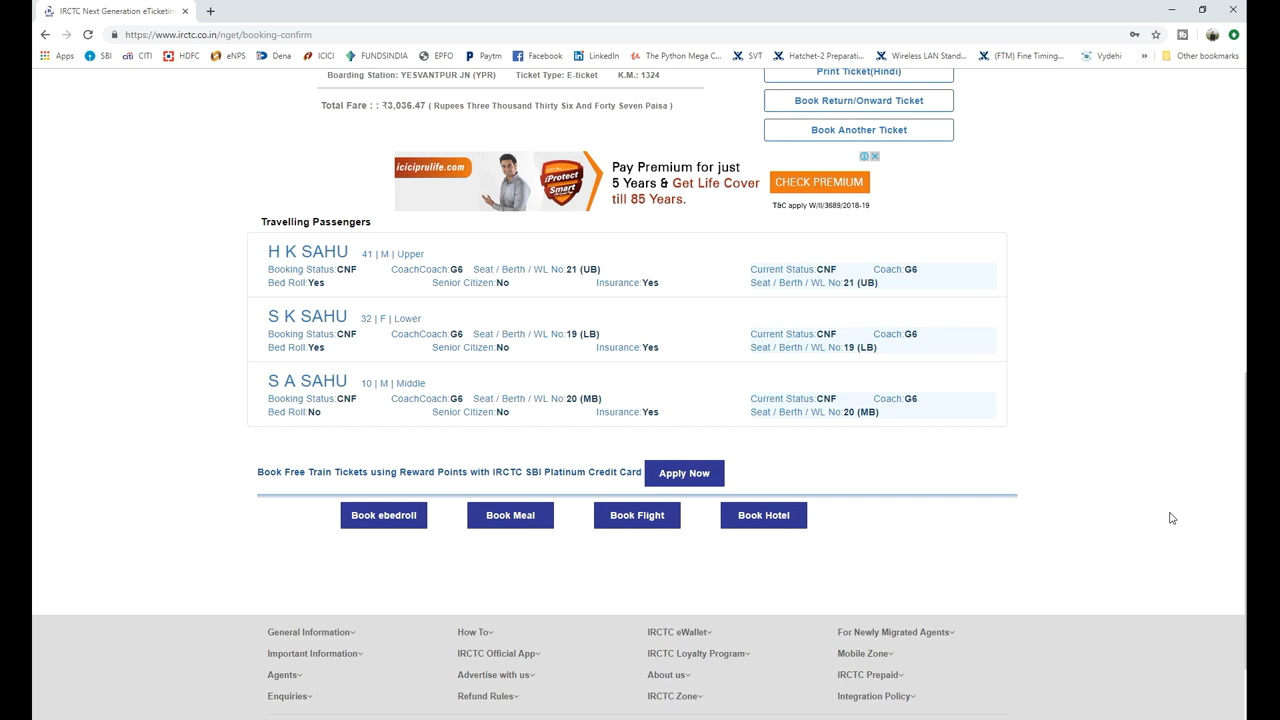 IRCTC Next Generation eTicketin
https://www.irctc.co.in/nget/booking-confirm
Apps SBI citi CITI HDFC eNPS Dena ICICI FUNDSINDIA EPFO Paytm Facebook LinkedIn The Python Mega C... SVT Hatchet-2 Preparati... Wireless LAN Stand... (FTM) Fine Timing... Vydehi » Other bookmarks
Boarding Station: YESVANTPUR JN (YPR) Ticket Type: E-ticket K.M.: 1324
Print Ticket(Hindi)
Total Fare : : ₹3,036.47 ( Rupees Three Thousand Thirty Six And Forty Seven Paisa )
Book Return/Onward Ticket
Book Another Ticket
iciciprulife.com
iProtect
Smart
Pay Premium for just
5 Years & Get Life Cover
till 85 Years.
CHECK PREMIUM
T&C apply W/II/3689/2018-19
Travelling Passengers
H K SAHU 41 | M | Upper
Booking Status:CNF CoachCoach:G6 Seat / Berth / WL No:21 (UB) Current Status:CNF Coach:G6
Bed Roll:Yes Senior Citizen:No Insurance:Yes Seat / Berth / WL No:21 (UB)
S K SAHU 32 | F | Lower
Booking Status:CNF CoachCoach:G6 Seat / Berth / WL No:19 (LB) Current Status:CNF Coach:G6
Bed Roll:Yes Senior Citizen:No Insurance:Yes Seat / Berth / WL No:19 (LB)
S A SAHU 10 | M | Middle
Booking Status:CNF CoachCoach:G6 Seat / Berth / WL No:20 (MB) Current Status:CNF Coach:G6
Bed Roll:No Senior Citizen:No Insurance:Yes Seat / Berth / WL No:20 (MB)
Book Free Train Tickets using Reward Points with IRCTC SBI Platinum Credit Card Apply Now
Book ebedroll Book Meal Book Flight Book Hotel
General Information How To IRCTC eWallet For Newly Migrated Agents
Important Information IRCTC Official App IRCTC Loyalty Program Mobile Zone
Agents Advertise with us About us IRCTC Prepaid
Enquiries Refund Rules IRCTC Zone Integration Policy